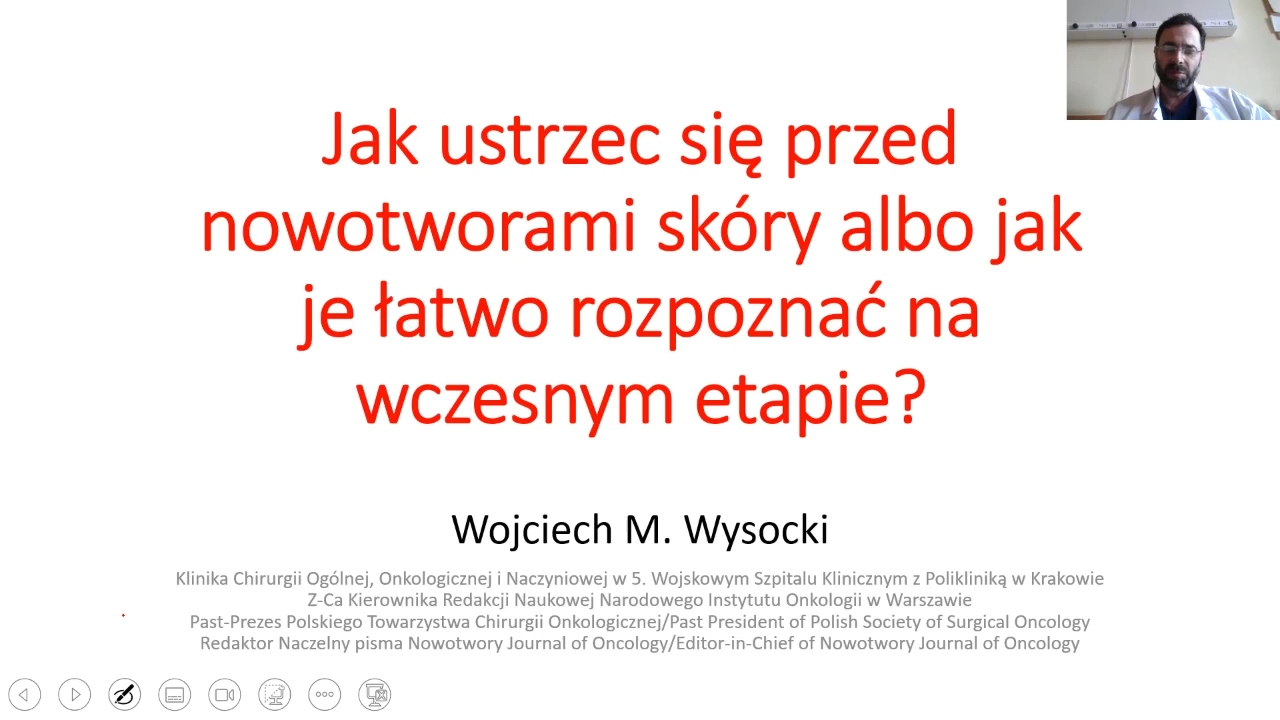 Jak ustrzec się przed
nowotworami skóry albo jak
je łatwo rozpoznać na
wczesnym etapie?
Wojciech M. Wysocki
Klinika Chirurgii Ogólnej, Onkologicznej i Naczyniowej w 5. Wojskowym Szpitalu Klinicznym z Polikliniką w Krakowie
Z-Ca Kierownika Redakcji Naukowej Narodowego Instytutu Onkologii w Warszawie
Past-Prezes Polskiego Towarzystwa Chirurgii Onkologicznej/Past President of Polish Society of Surgical Oncology
Redaktor Naczelny pisma Nowotwory Journal of Oncology/Editor-in-Chief of Nowotwory Journal of Oncology